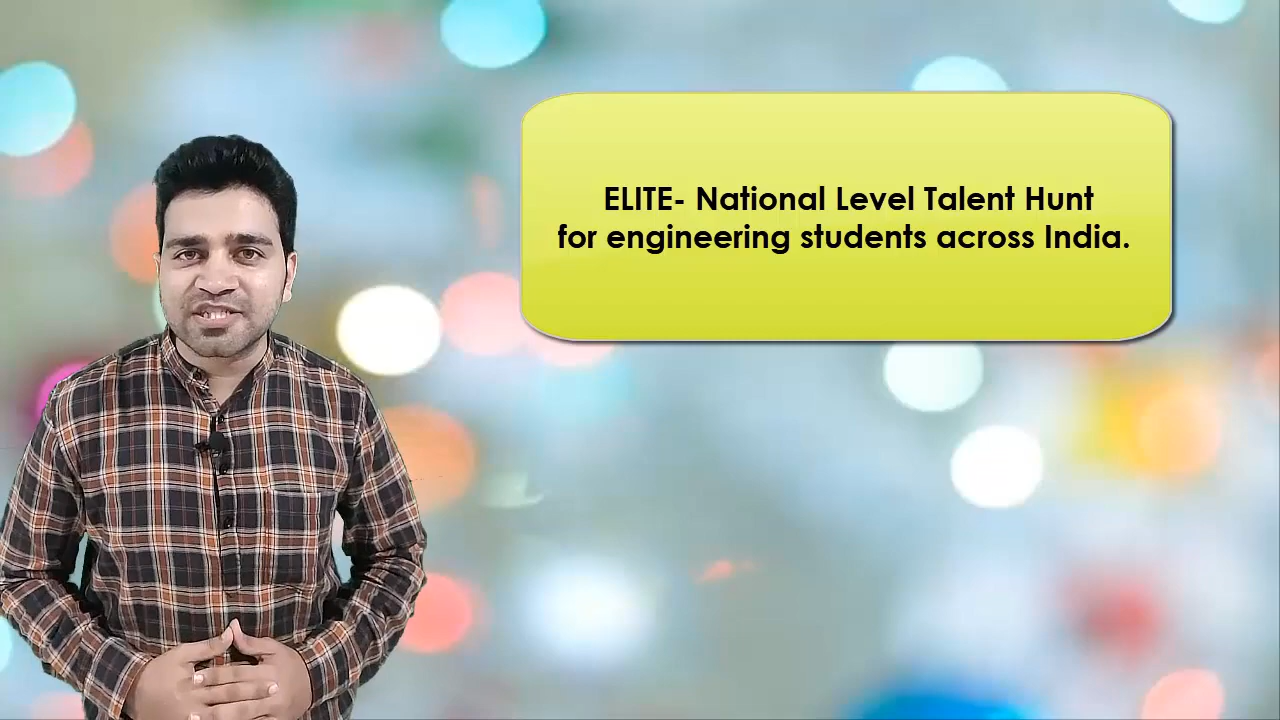 ELITE- National Level Talent Hunt
for engineering students across India.